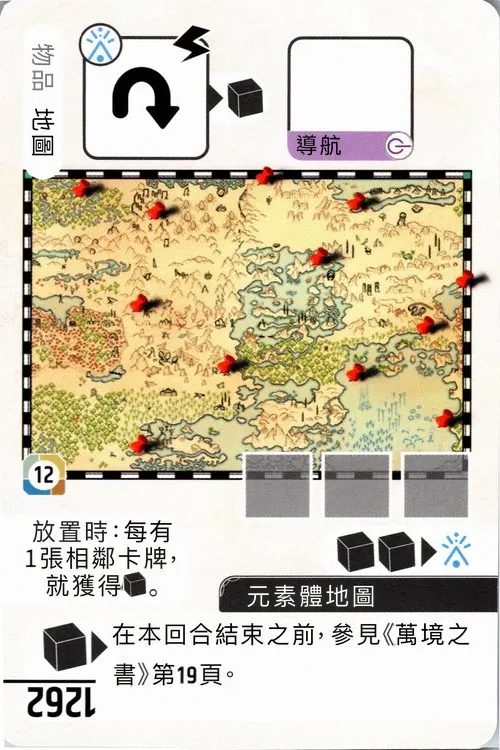 物品 地圖
導航
12
放置時：每有
1張相鄰卡牌，
就獲得。
元素體地圖
在本回合結束之前，參見《萬境之
書》第19頁。
1262